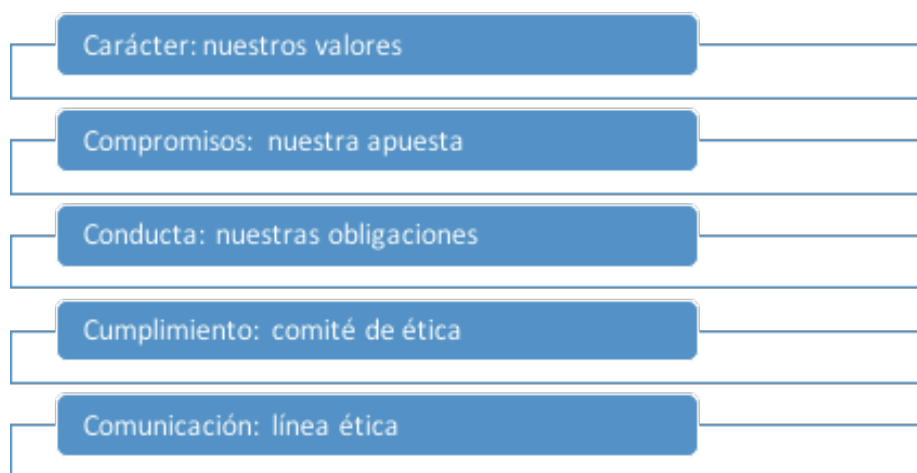 Carácter: nuestros valores
Compromisos: nuestra apuesta
Conducta: nuestras obligaciones
Cumplimiento: comité de ética
Comunicación: línea ética